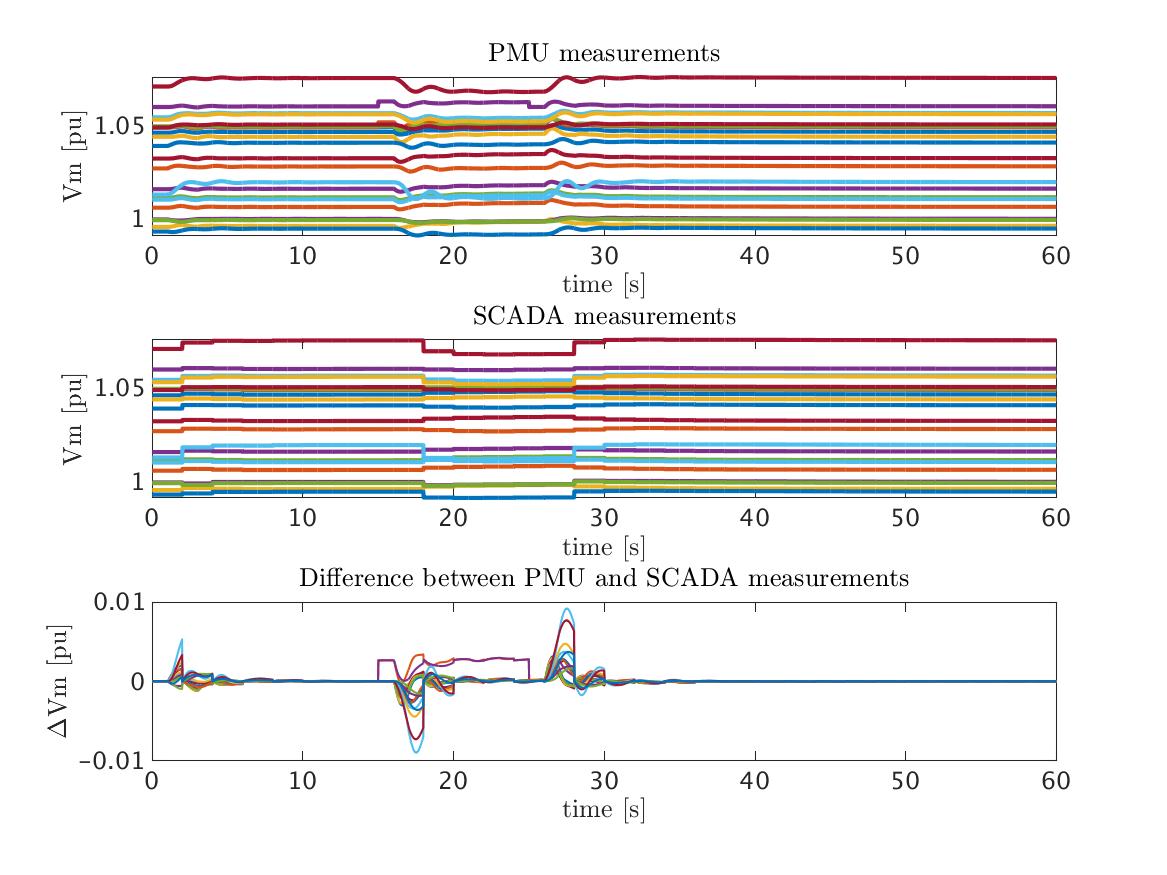 PMU measurements
Vm [pu]
1.05
1
0 10 20 30 40 50 60
time [s]
SCADA measurements
Vm [pu]
1.05
1
0 10 20 30 40 50 60
time [s]
Difference between PMU and SCADA measurements
ΔVm [pu]
0.01
0
-0.01
0 10 20 30 40 50 60
time [s]